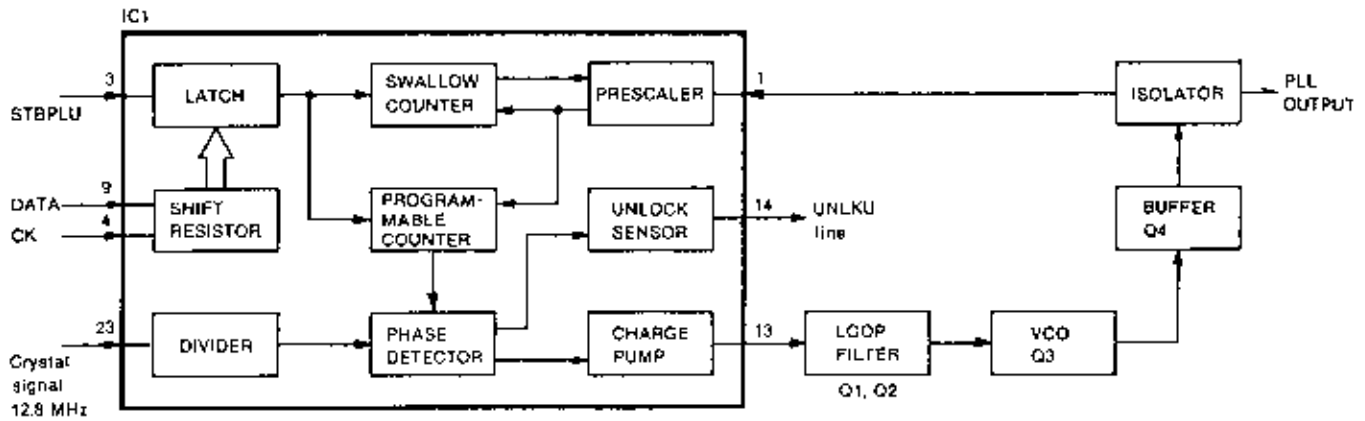 IC1
3
STBPLU
LATCH
SWALLOW
COUNTER
PRESCALER
1
ISOLATOR
PLL
OUTPUT
9
DATA
4
CK
SHIFT
RESISTOR
PROGRAM-
MABLE
COUNTER
UNLOCK
SENSOR
14
UNLKU
line
BUFFER
Q4
23
Crystal
signal
12.8 MHz
DIVIDER
PHASE
DETECTOR
CHARGE
PUMP
13
LOOP
FILTER
Q1, Q2
VCO
Q3